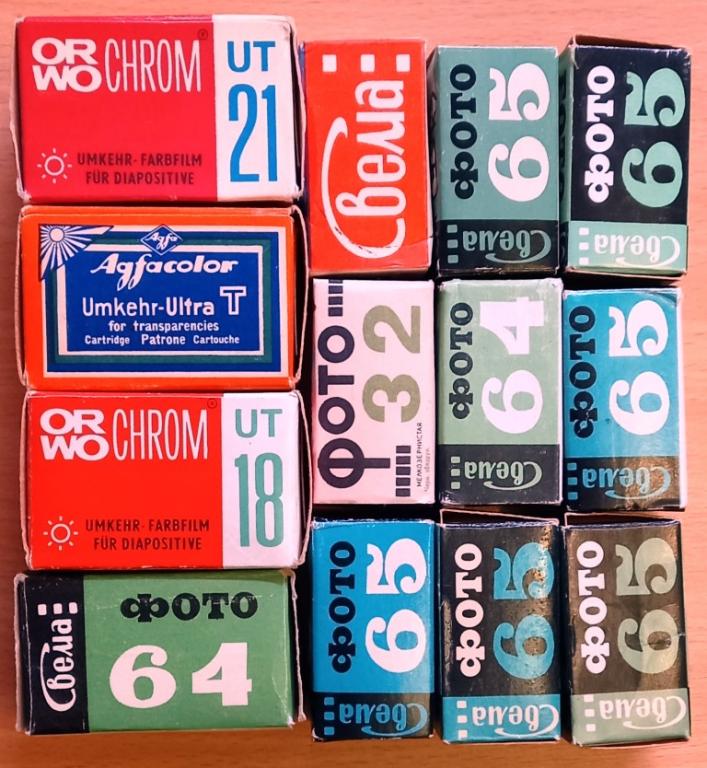 ORWO CHROM®
UT
21
UMKEHR-FARBFILM
FÜR DIAPOSITIVE
Agfa
Agfacolor
Umkehr-Ultra T
for transparencies
Cartridge Patrone Cartouche
ORWO CHROM®
UT
18
UMKEHR-FARBFILM
FÜR DIAPOSITIVE
Свема
ФОТО
64
Свема
ФОТО
65
Свема
ФОТО
65
Свема
ФОТО
32
МЕЛКОЗЕРНИСТАЯ
ФОТО
64
Свема
ФОТО
65
Свема
ФОТО
65
Свема
ФОТО
65
Свема
ФОТО
65
Свема